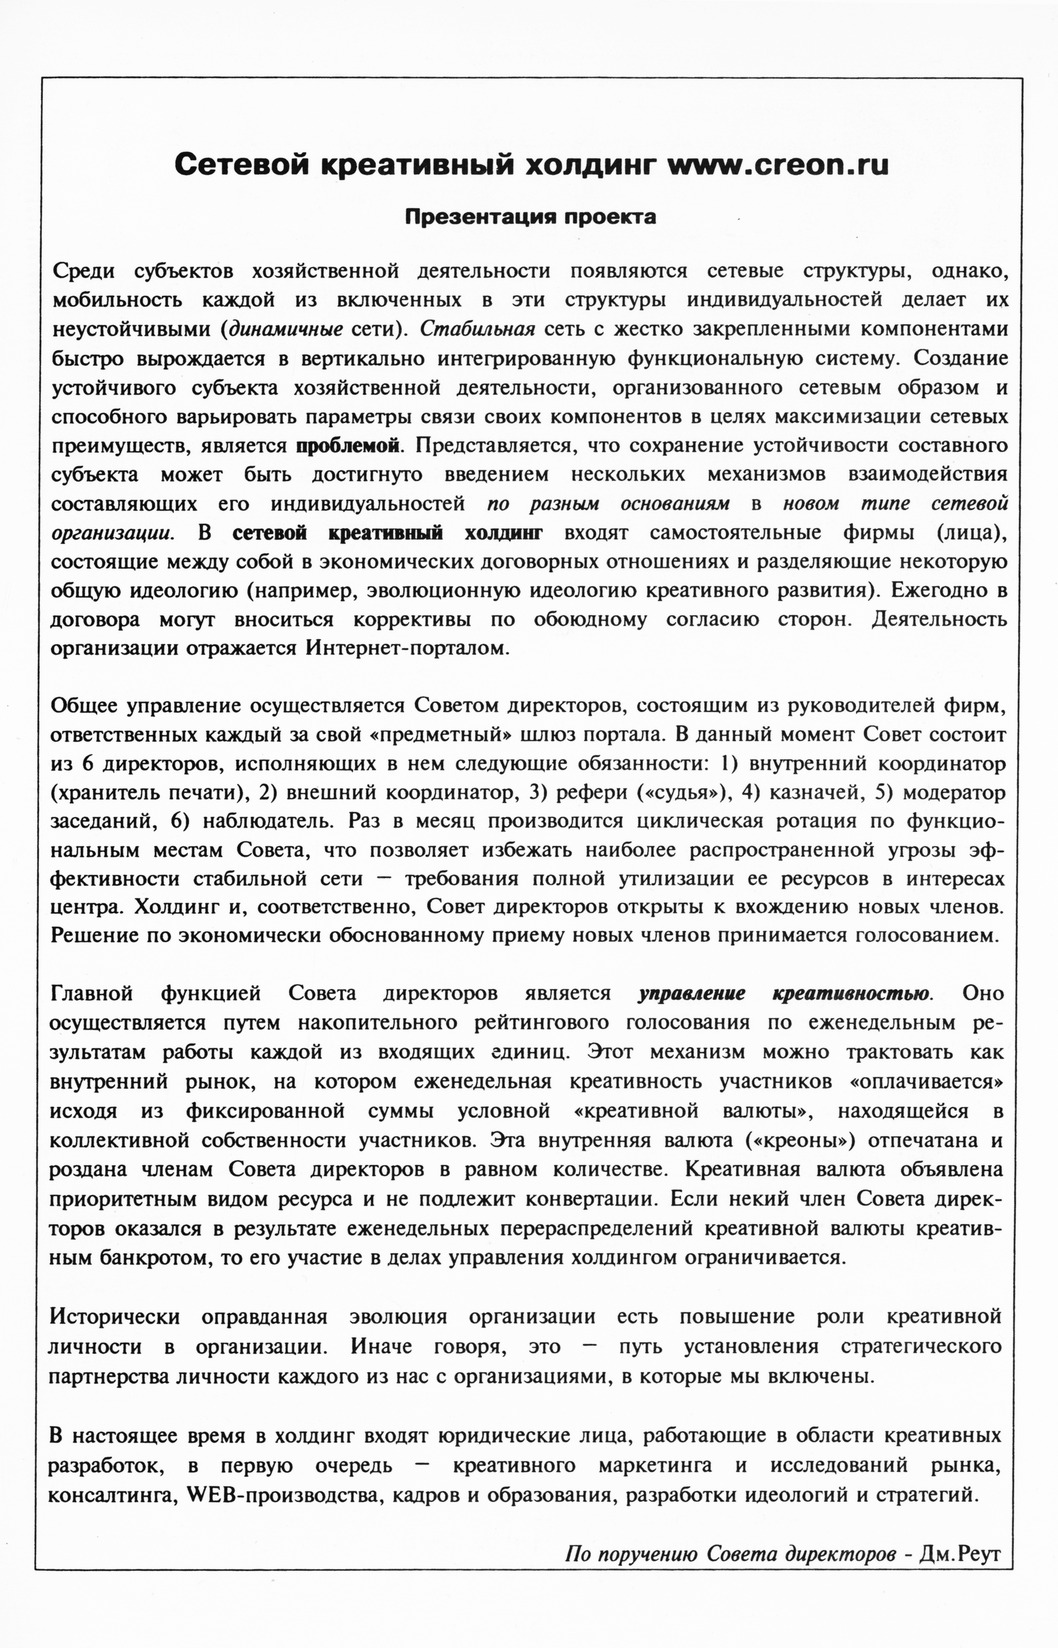 Сетевой креативный холдинг www.creon.ru
Презентация проекта
Среди субъектов хозяйственной деятельности появляются сетевые структуры, однако,
мобильность каждой из включенных в эти структуры индивидуальностей делает их
неустойчивыми (динамичные сети). Стабильная сеть с жестко закрепленными компонентами
быстро вырождается в вертикально интегрированную функциональную систему. Создание
устойчивого субъекта хозяйственной деятельности, организованного сетевым образом и
способного варьировать параметры связи своих компонентов в целях максимизации сетевых
преимуществ, является проблемой. Представляется, что сохранение устойчивости составного
субъекта может быть достигнуто введением нескольких механизмов взаимодействия
составляющих его индивидуальностей по разным основаниям в новом типе сетевой
организации. В сетевой креативный холдинг входят самостоятельные фирмы (лица),
состоящие между собой в экономических договорных отношениях и разделяющие некоторую
общую идеологию (например, эволюционную идеологию креативного развития). Ежегодно в
договора могут вноситься коррективы по обоюдному согласию сторон. Деятельность
организации отражается Интернет-порталом.
Общее управление осуществляется Советом директоров, состоящим из руководителей фирм,
ответственных каждый за свой «предметный» шлюз портала. В данный момент Совет состоит
из 6 директоров, исполняющих в нем следующие обязанности: 1) внутренний координатор
(хранитель печати), 2) внешний координатор, 3) рефери («судья»), 4) казначей, 5) модератор
заседаний, 6) наблюдатель. Раз в месяц производится циклическая ротация по функцио-
нальным местам Совета, что позволяет избежать наиболее распространенной угрозы эф-
фективности стабильной сети — требования полной утилизации ее ресурсов в интересах
центра. Холдинг и, соответственно, Совет директоров открыты к вхождению новых членов.
Решение по экономически обоснованному приему новых членов принимается голосованием.
Главной функцией Совета директоров является управление креативностью. Оно
осуществляется путем накопительного рейтингового голосования по еженедельным ре-
зультатам работы каждой из входящих единиц. Этот механизм можно трактовать как
внутренний рынок, на котором еженедельная креативность участников «оплачивается»
исходя из фиксированной суммы условной «креативной валюты», находящейся в
коллективной собственности участников. Эта внутренняя валюта («креоны») отпечатана и
роздана членам Совета директоров в равном количестве. Креативная валюта объявлена
приоритетным видом ресурса и не подлежит конвертации. Если некий член Совета дирек-
торов оказался в результате еженедельных перераспределений креативной валюты креатив-
ным банкротом, то его участие в делах управления холдингом ограничивается.
Исторически оправданная эволюция организации есть повышение роли креативной
личности в организации. Иначе говоря, это — путь установления стратегического
партнерства личности каждого из нас с организациями, в которые мы включены.
В настоящее время в холдинг входят юридические лица, работающие в области креативных
разработок, в первую очередь — креативного маркетинга и исследований рынка,
консалтинга, WEB-производства, кадров и образования, разработки идеологий и стратегий.
По поручению Совета директоров - Дм.Реут